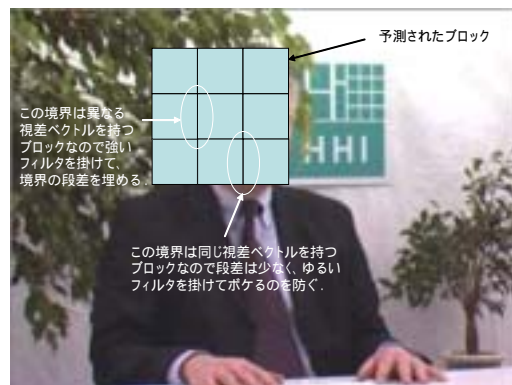 予測されたブロック
この境界は異なる
視差ベクトルを持つ
ブロックなので強い
フィルタを掛けて、
境界の段差を埋める.
HHI
この境界は同じ視差ベクトルを持つ
ブロックなので段差は少なく、ゆるい
フィルタを掛けてボケるのを防ぐ.